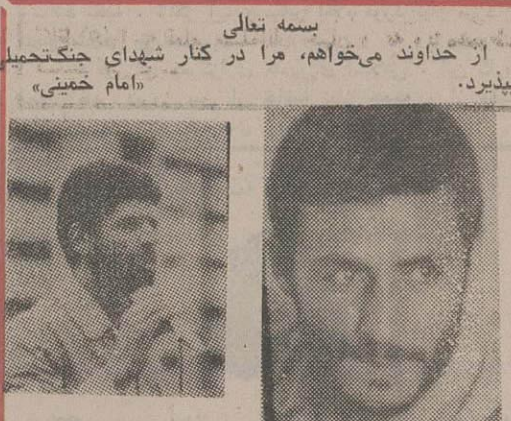 بسمه تعالی
از خداوند می‌خواهم، مرا در کنار شهدای جنگ‌تحمیلی
بپذیرد. «امام خمینی»